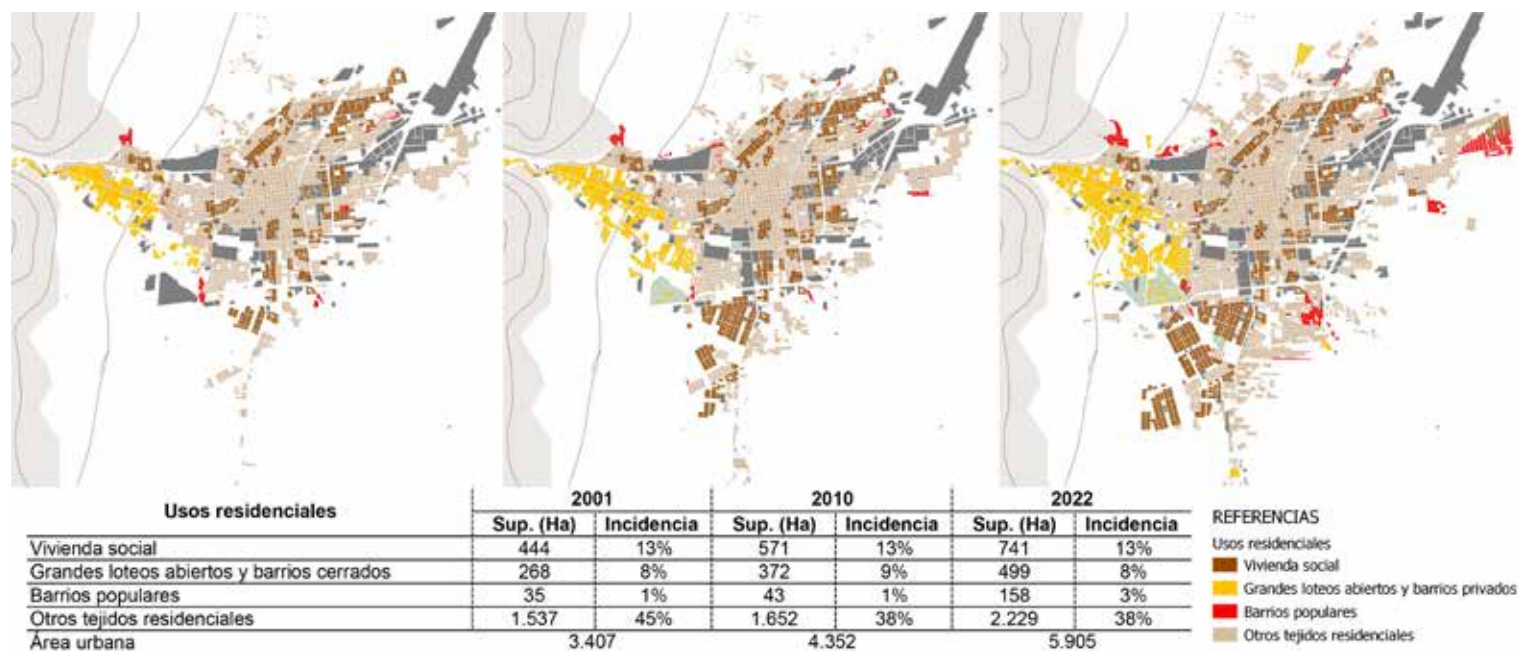 Usos residenciales 2001 2010 2022
Sup. (Ha) Incidencia Sup. (Ha) Incidencia Sup. (Ha) Incidencia
Vivienda social 444 13% 571 13% 741 13%
Grandes loteos abiertos y barrios cerrados 268 8% 372 9% 499 8%
Barrios populares 35 1% 43 1% 158 3%
Otros tejidos residenciales 1.537 45% 1.652 38% 2.229 38%
Área urbana 3.407 4.352 5.905
REFERENCIAS
Usos residenciales
Vivienda social
Grandes loteos abiertos y barrios privados
Barrios populares
Otros tejidos residenciales